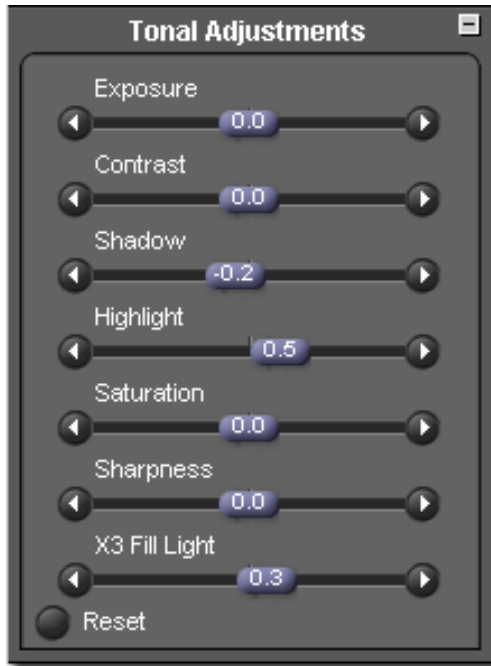 Tonal Adjustments
Exposure
0.0
Contrast
0.0
Shadow
-0.2
Highlight
0.5
Saturation
0.0
Sharpness
0.0
X3 Fill Light
0.3
Reset